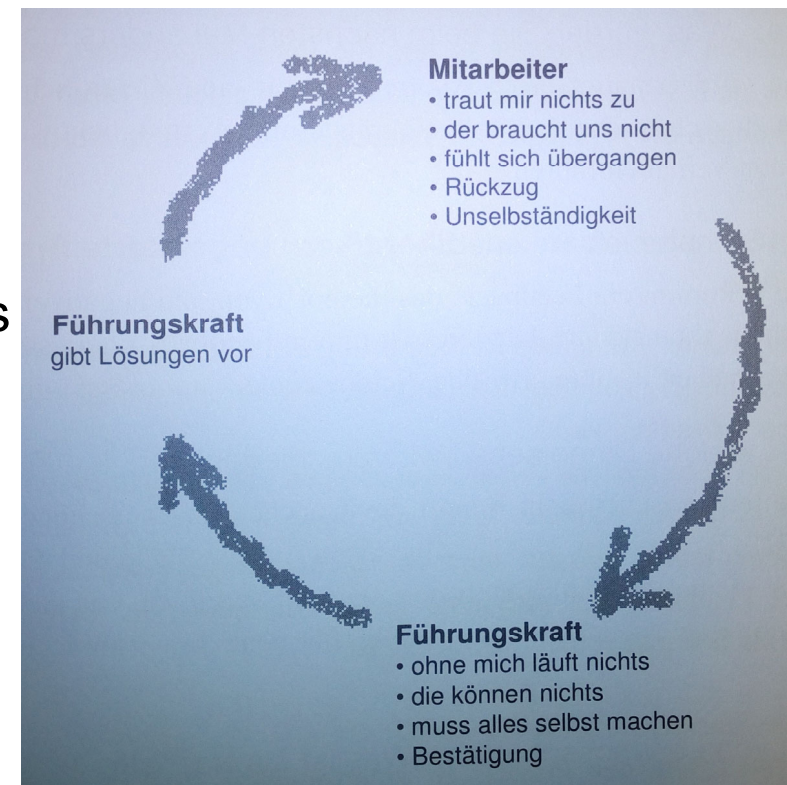 Mitarbeiter
• traut mir nichts zu
• der braucht uns nicht
• fühlt sich übergangen
• Rückzug
• Unselbständigkeit
s
Führungskraft
gibt Lösungen vor
Führungskraft
• ohne mich läuft nichts
• die können nichts
• muss alles selbst machen
• Bestätigung